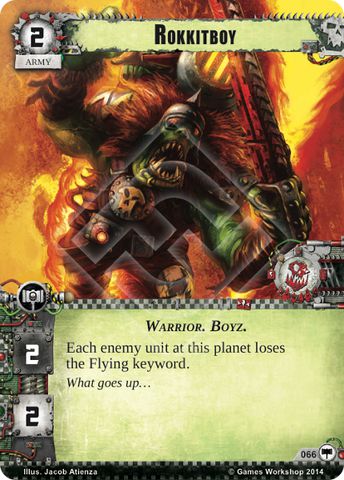 Rokkitboy
2
Army
Warrior. Boyz.
Each enemy unit at this planet loses
the Flying keyword.
What goes up…
2
2
066
Illus. Jacob Atienza © Games Workshop 2014